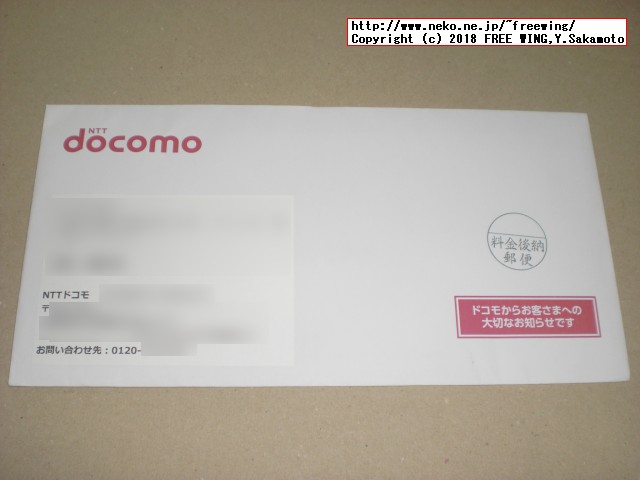 http://www.neko.ne.jp/~freewing/
Copyright (c) 2018 FREE WING,Y.Sakamoto
NTT
docomo
料金後納
郵便
NTTドコモ
〒
ドコモからお客さまへの
大切なお知らせです
お問い合わせ先：0120-